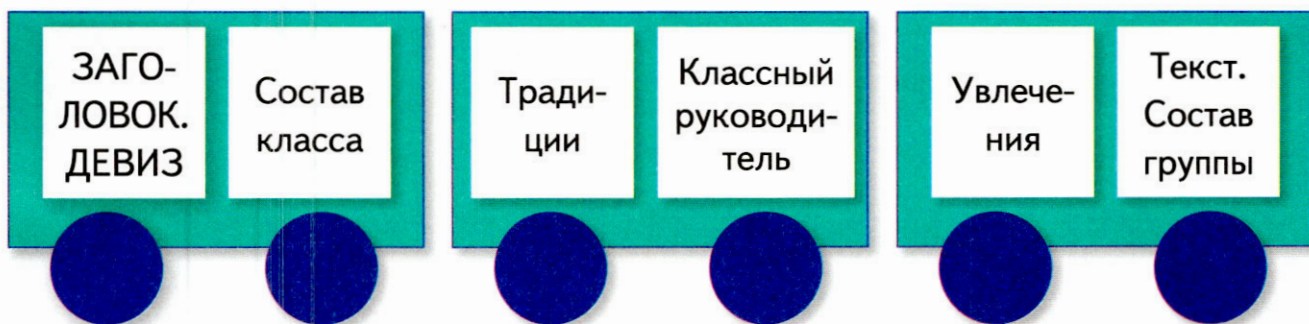 ЗАГО-
ЛОВОК.
ДЕВИЗ
Состав
класса
Тради-
ции
Классный
руководи-
тель
Увлече-
ния
Текст.
Состав
группы